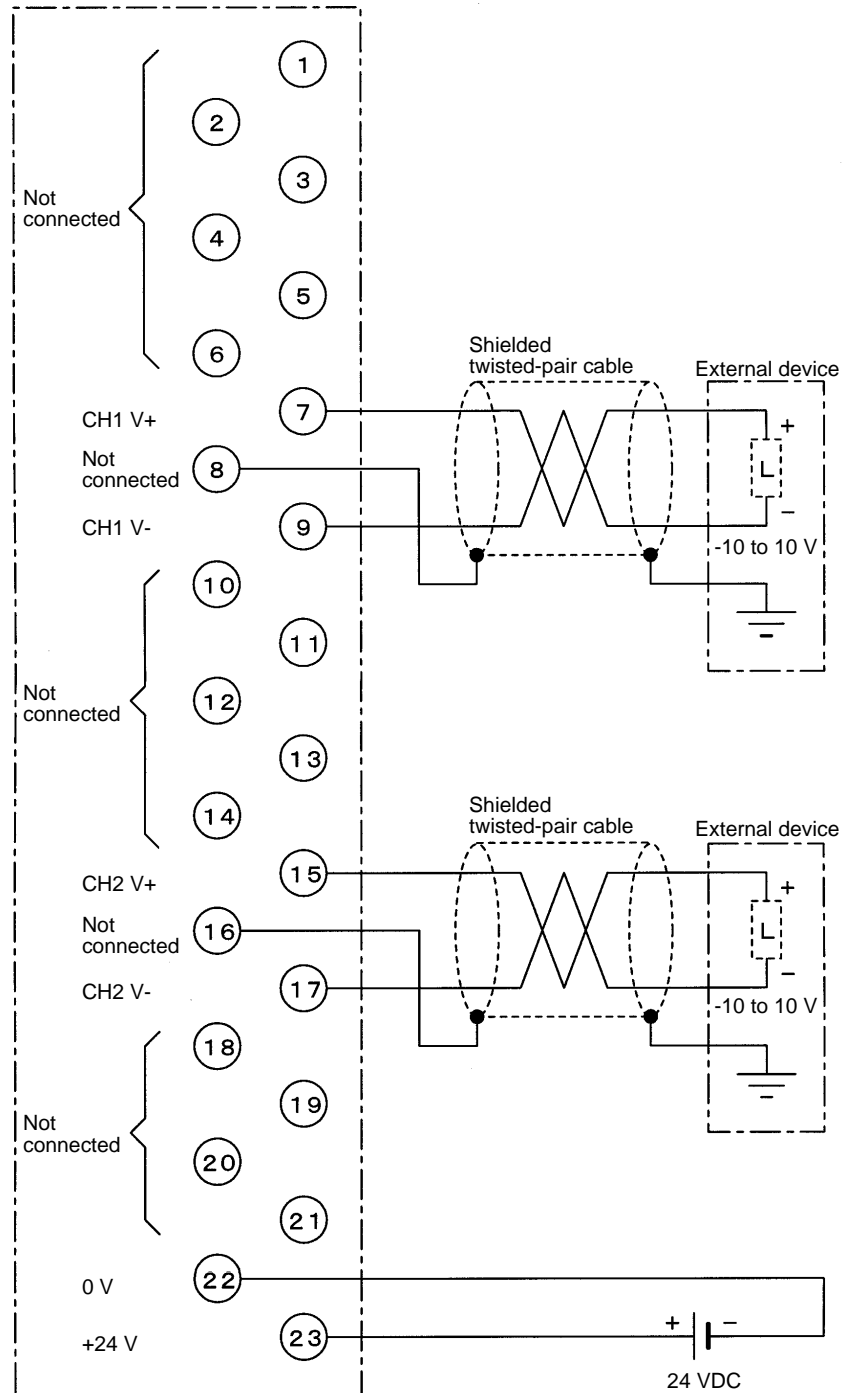 1
2
3
Not
connected
4
5
6
Shielded
twisted-pair cable
External device
CH1 V+
7
+
Not
connected
8
L
CH1 V-
9
−
-10 to 10 V
10
11
Not
connected
12
13
14
Shielded
twisted-pair cable
External device
CH2 V+
15
+
Not
connected
16
L
CH2 V-
17
−
-10 to 10 V
18
19
Not
connected
20
21
0 V
22
+24 V
23
+ −
24 VDC